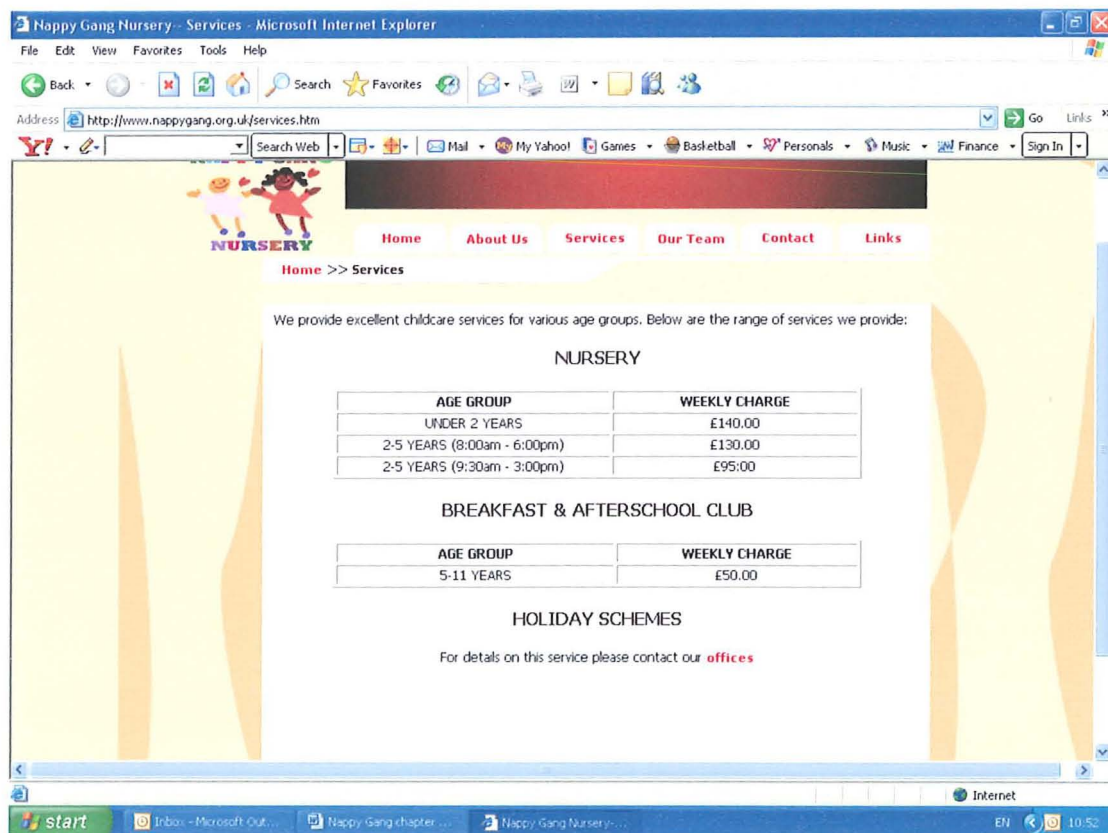 Nappy Gang Nursery-- Services - Microsoft Internet Explorer
File Edit View Favorites Tools Help
Back Search Favorites
Address http://www.nappygang.org.uk/services.htm Go Links »
Y! Search Web Mail My Yahoo! Games Basketball Personals Music Finance Sign In
NURSERY
Home About Us Services Our Team Contact Links
Home >> Services
We provide excellent childcare services for various age groups. Below are the range of services we provide:
NURSERY
AGE GROUP WEEKLY CHARGE
UNDER 2 YEARS £140.00
2-5 YEARS (8:00am - 6:00pm) £130.00
2-5 YEARS (9:30am - 3:00pm) £95:00
BREAKFAST & AFTERSCHOOL CLUB
AGE GROUP WEEKLY CHARGE
5-11 YEARS £50.00
HOLIDAY SCHEMES
For details on this service please contact our offices
Internet
start Inbox - Microsoft Out... Nappy Gang chapter ... Nappy Gang Nursery-... EN 10:52